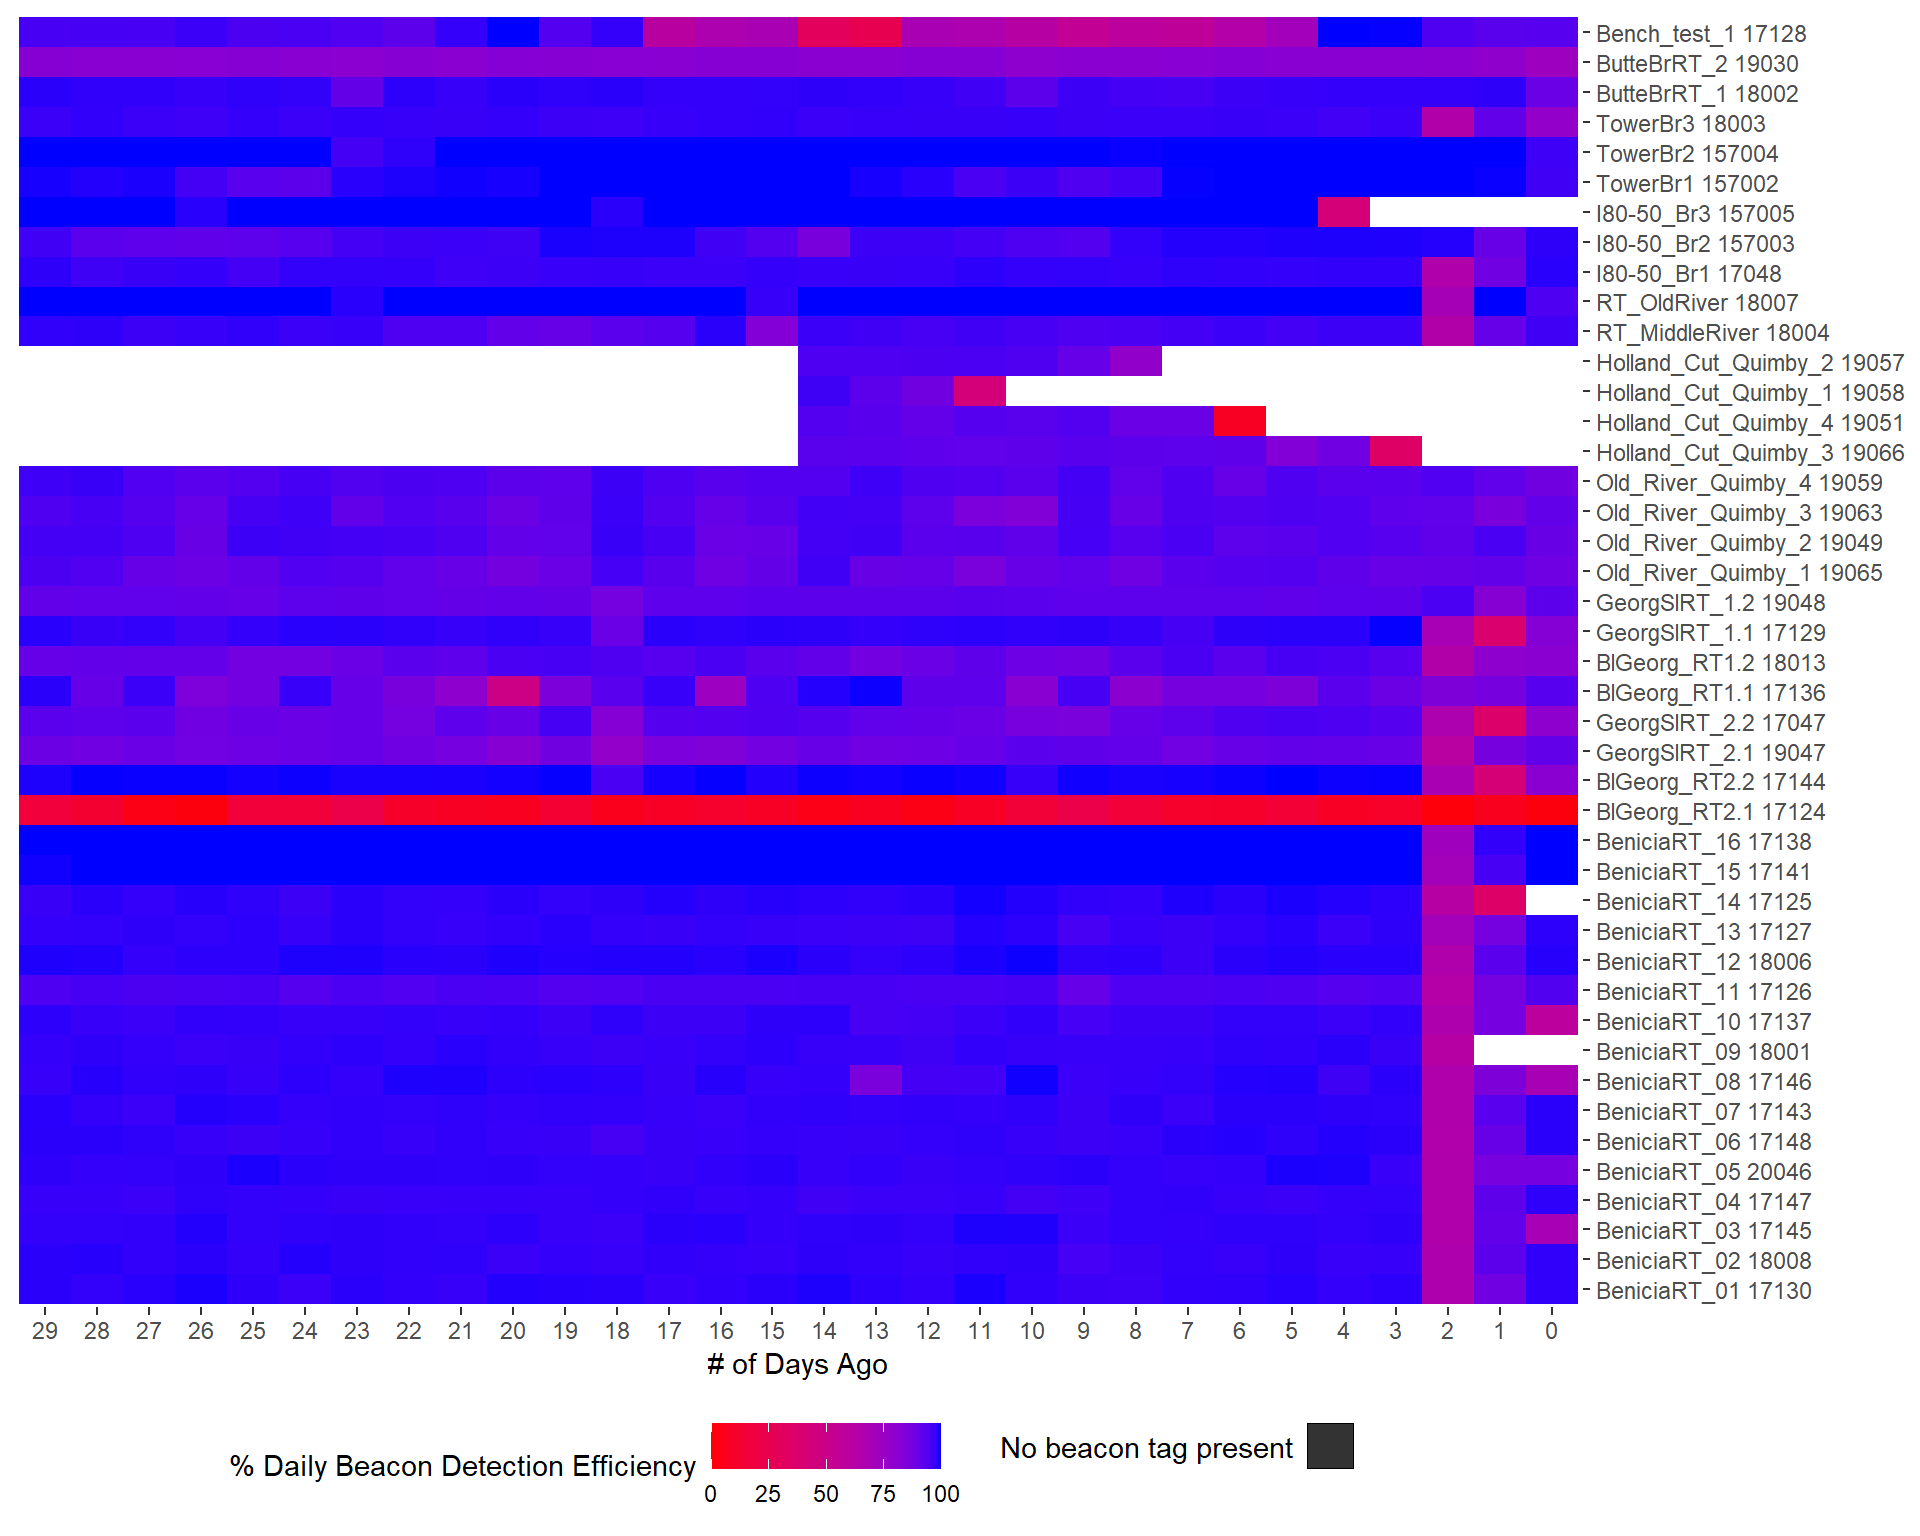 Bench_test_1 17128
ButteBrRT_2 19030
ButteBrRT_1 18002
TowerBr3 18003
TowerBr2 157004
TowerBr1 157002
I80-50_Br3 157005
I80-50_Br2 157003
I80-50_Br1 17048
RT_OldRiver 18007
RT_MiddleRiver 18004
Holland_Cut_Quimby_2 19057
Holland_Cut_Quimby_1 19058
Holland_Cut_Quimby_4 19051
Holland_Cut_Quimby_3 19066
Old_River_Quimby_4 19059
Old_River_Quimby_3 19063
Old_River_Quimby_2 19049
Old_River_Quimby_1 19065
GeorgSlRT_1.2 19048
GeorgSlRT_1.1 17129
BlGeorg_RT1.2 18013
BlGeorg_RT1.1 17136
GeorgSlRT_2.2 17047
GeorgSlRT_2.1 19047
BlGeorg_RT2.2 17144
BlGeorg_RT2.1 17124
BeniciaRT_16 17138
BeniciaRT_15 17141
BeniciaRT_14 17125
BeniciaRT_13 17127
BeniciaRT_12 18006
BeniciaRT_11 17126
BeniciaRT_10 17137
BeniciaRT_09 18001
BeniciaRT_08 17146
BeniciaRT_07 17143
BeniciaRT_06 17148
BeniciaRT_05 20046
BeniciaRT_04 17147
BeniciaRT_03 17145
BeniciaRT_02 18008
BeniciaRT_01 17130
29 28 27 26 25 24 23 22 21 20 19 18 17 16 15 14 13 12 11 10 9 8 7 6 5 4 3 2 1 0
# of Days Ago
% Daily Beacon Detection Efficiency
0 25 50 75 100
No beacon tag present